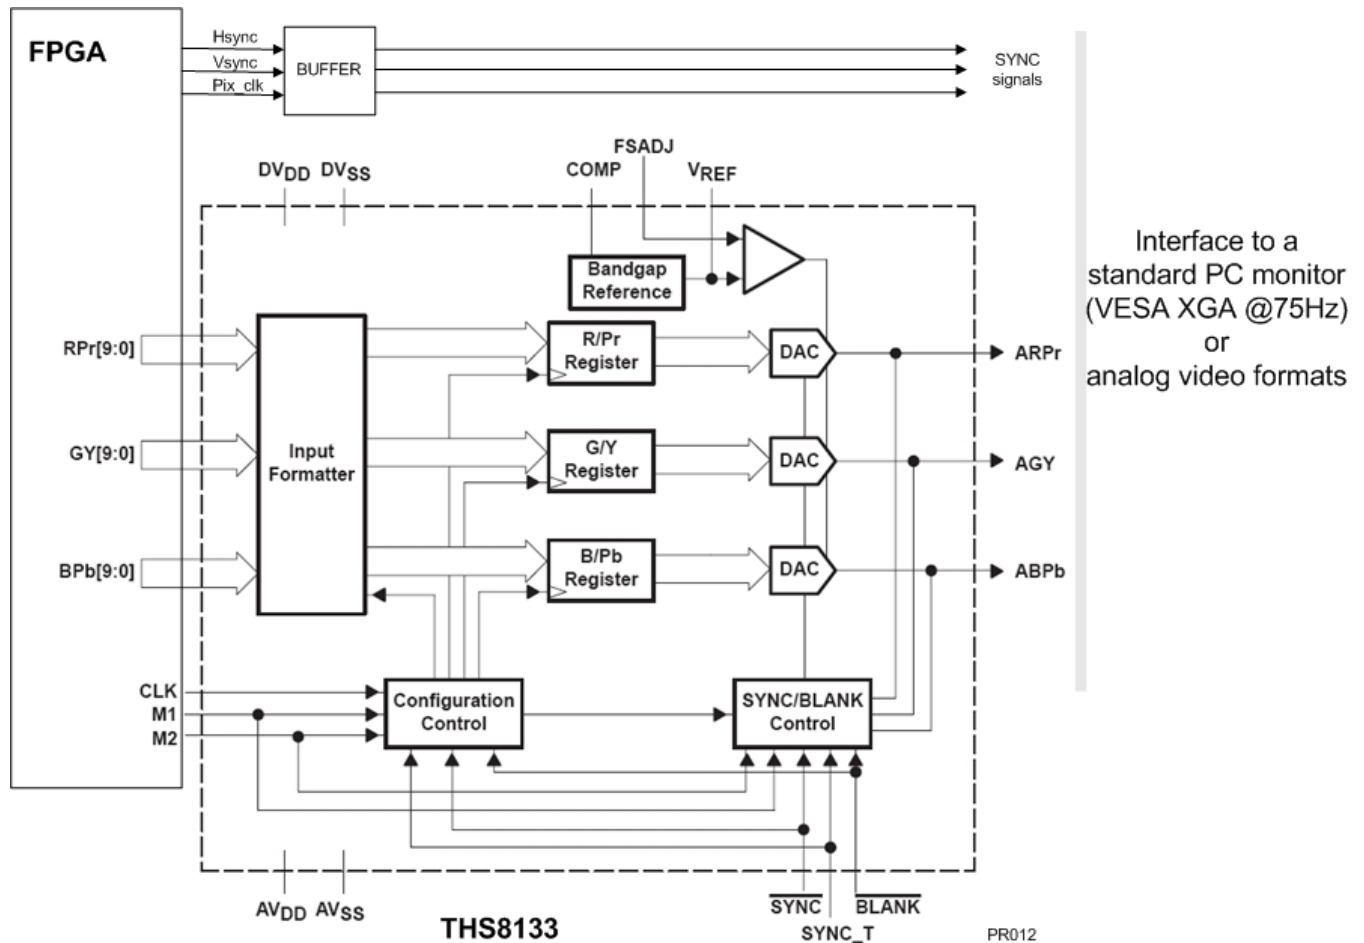 FPGA
Hsync
Vsync
Pix_clk
BUFFER
SYNC
signals
DVDD DVSS
COMP
FSADJ
VREF
Bandgap
Reference
Interface to a
standard PC monitor
(VESA XGA @75Hz)
or
analog video formats
RPr[9:0]
GY[9:0]
BPb[9:0]
Input
Formatter
R/Pr
Register
DAC
ARPr
G/Y
Register
DAC
AGY
B/Pb
Register
DAC
ABPb
CLK
M1
M2
Configuration
Control
SYNC/BLANK
Control
AVDD AVSS
THS8133
SYNC
SYNC_T
BLANK
PR012